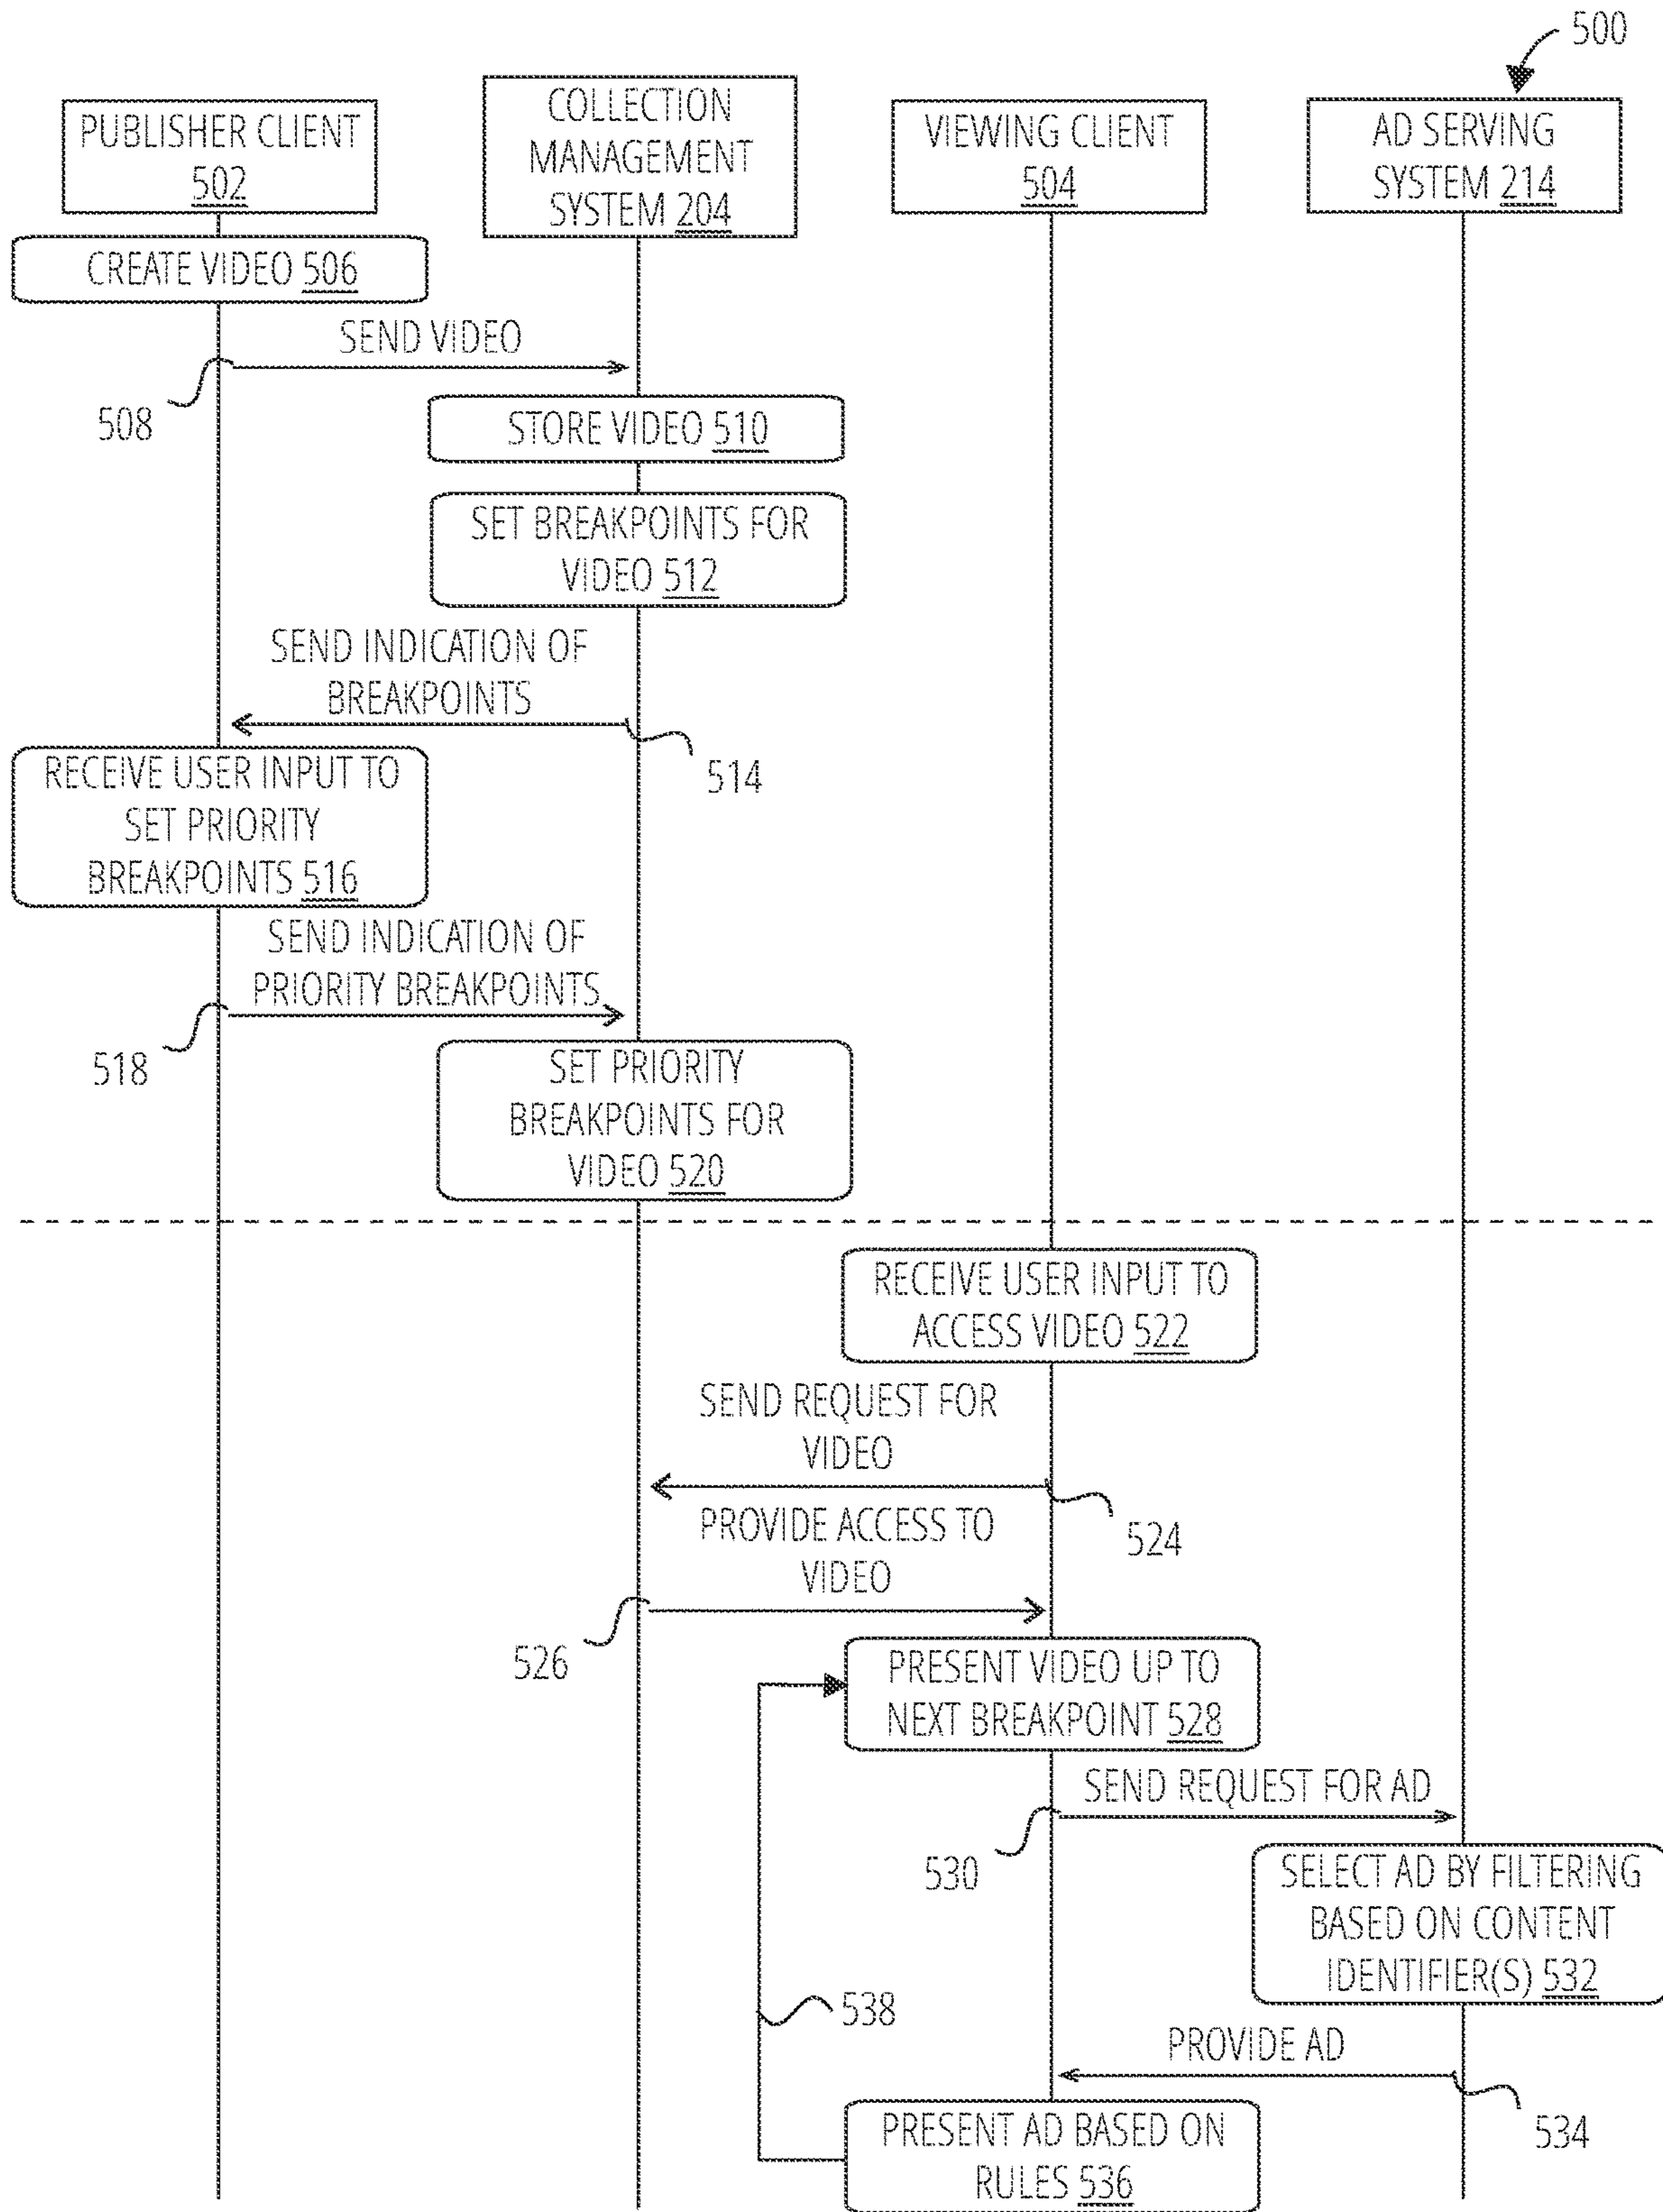 500
PUBLISHER CLIENT
502
COLLECTION
MANAGEMENT
SYSTEM 204
VIEWING CLIENT
504
AD SERVING
SYSTEM 214
CREATE VIDEO 506
SEND VIDEO
508
STORE VIDEO 510
SET BREAKPOINTS FOR
VIDEO 512
SEND INDICATION OF
BREAKPOINTS
514
RECEIVE USER INPUT TO
SET PRIORITY
BREAKPOINTS 516
SEND INDICATION OF
PRIORITY BREAKPOINTS
518
SET PRIORITY
BREAKPOINTS FOR
VIDEO 520
RECEIVE USER INPUT TO
ACCESS VIDEO 522
SEND REQUEST FOR
VIDEO
524
PROVIDE ACCESS TO
VIDEO
526
PRESENT VIDEO UP TO
NEXT BREAKPOINT 528
SEND REQUEST FOR AD
530
SELECT AD BY FILTERING
BASED ON CONTENT
IDENTIFIER(S) 532
538
PROVIDE AD
534
PRESENT AD BASED ON
RULES 536